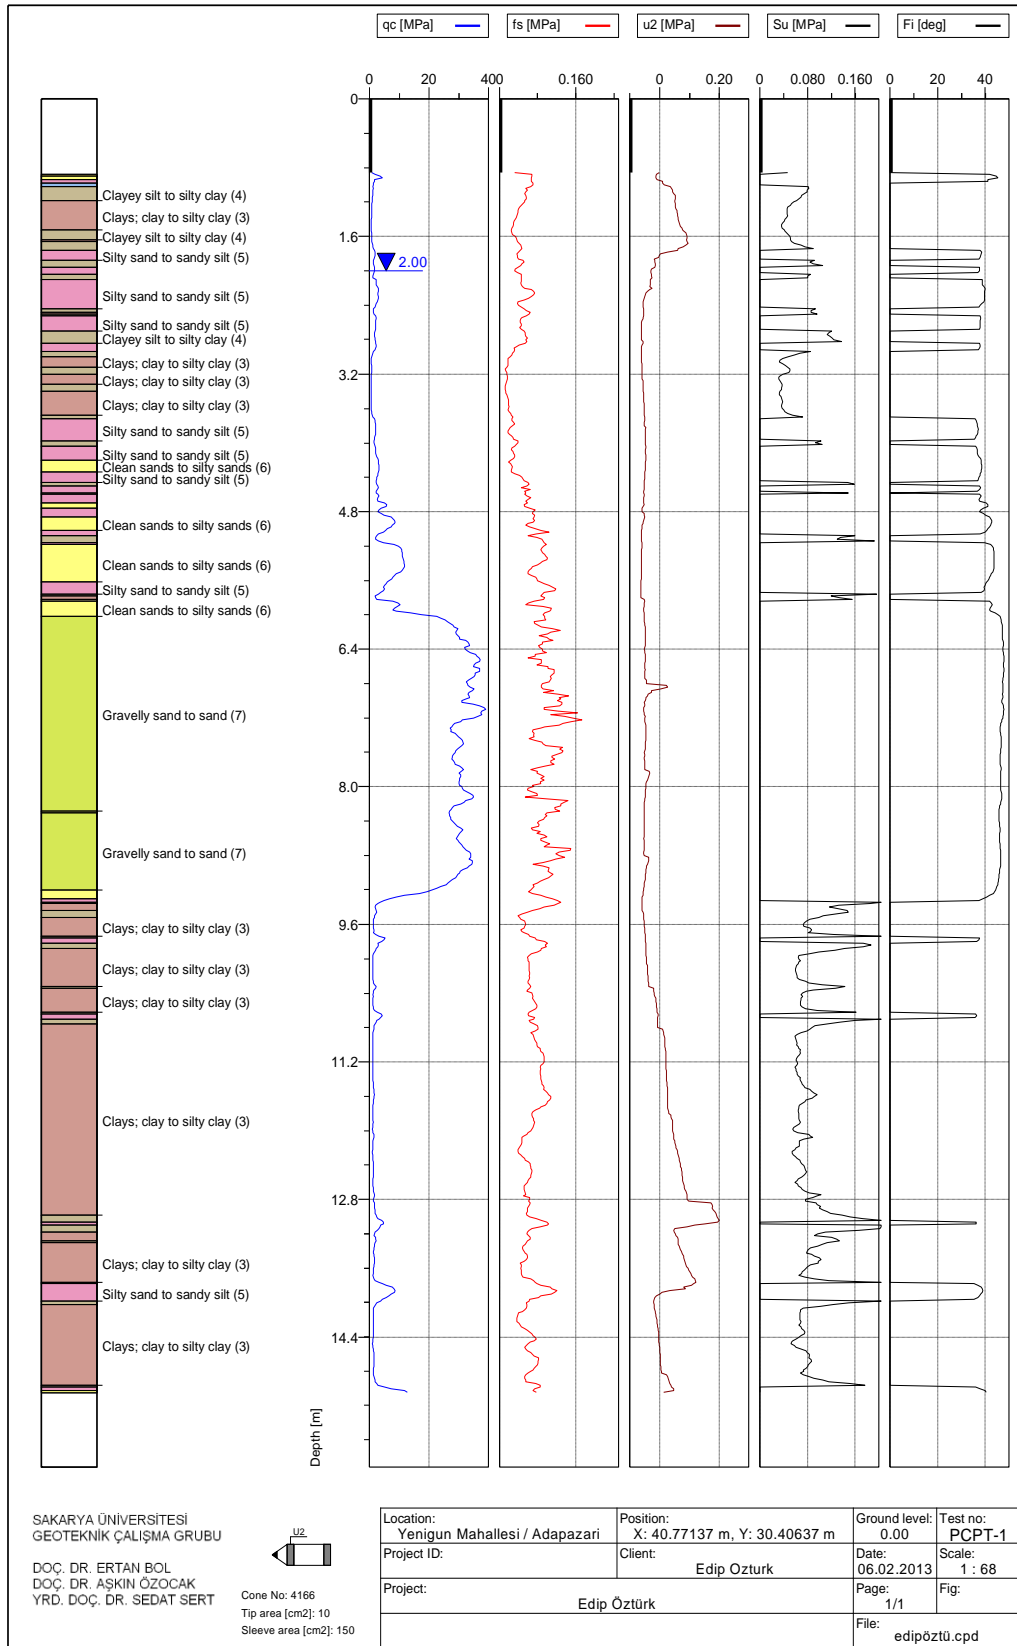 qc [MPa]
fs [MPa]
u2 [MPa]
Su [MPa]
Fi [deg]
0 20 40
0 0.160
0 0.20
0 0.080 0.160
0 20 40
0
1.6
3.2
4.8
6.4
8.0
9.6
11.2
12.8
14.4
Depth [m]
2.00
Clayey silt to silty clay (4)
Clays; clay to silty clay (3)
Clayey silt to silty clay (4)
Silty sand to sandy silt (5)
Silty sand to sandy silt (5)
Silty sand to sandy silt (5)
Clayey silt to silty clay (4)
Clays; clay to silty clay (3)
Clays; clay to silty clay (3)
Clays; clay to silty clay (3)
Silty sand to sandy silt (5)
Silty sand to sandy silt (5)
Clean sands to silty sands (6)
Silty sand to sandy silt (5)
Clean sands to silty sands (6)
Clean sands to silty sands (6)
Silty sand to sandy silt (5)
Clean sands to silty sands (6)
Gravelly sand to sand (7)
Gravelly sand to sand (7)
Clays; clay to silty clay (3)
Clays; clay to silty clay (3)
Clays; clay to silty clay (3)
Clays; clay to silty clay (3)
Clays; clay to silty clay (3)
Silty sand to sandy silt (5)
Clays; clay to silty clay (3)
SAKARYA ÜNİVERSİTESİ
GEOTEKNİK ÇALIŞMA GRUBU
DOÇ. DR. ERTAN BOL
DOÇ. DR. AŞKIN ÖZOCAK
YRD. DOÇ. DR. SEDAT SERT
U2
Cone No: 4166
Tip area [cm2]: 10
Sleeve area [cm2]: 150
Location:
Yenigun Mahallesi / Adapazari
Position:
X: 40.77137 m, Y: 30.40637 m
Ground level:
0.00
Test no:
PCPT-1
Project ID:
Client:
Edip Ozturk
Date:
06.02.2013
Scale:
1 : 68
Project:
Edip Öztürk
Page:
1/1
Fig:
File:
edipöztü.cpd